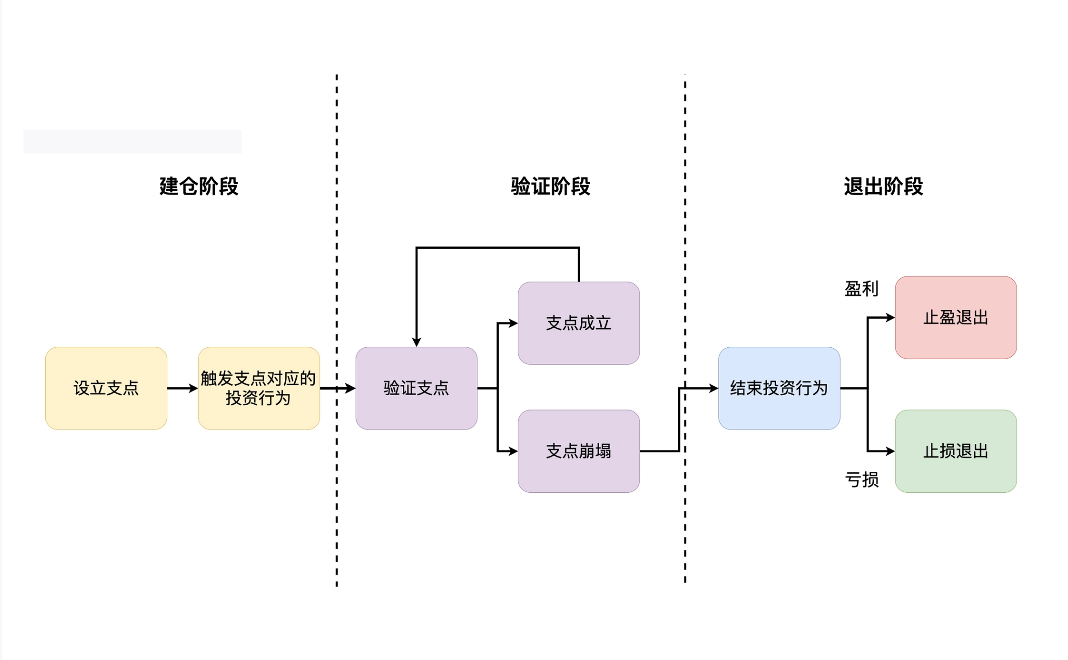 建仓阶段
验证阶段
退出阶段
设立支点
触发支点对应的
投资行为
验证支点
支点成立
支点崩塌
结束投资行为
盈利
止盈退出
亏损
止损退出